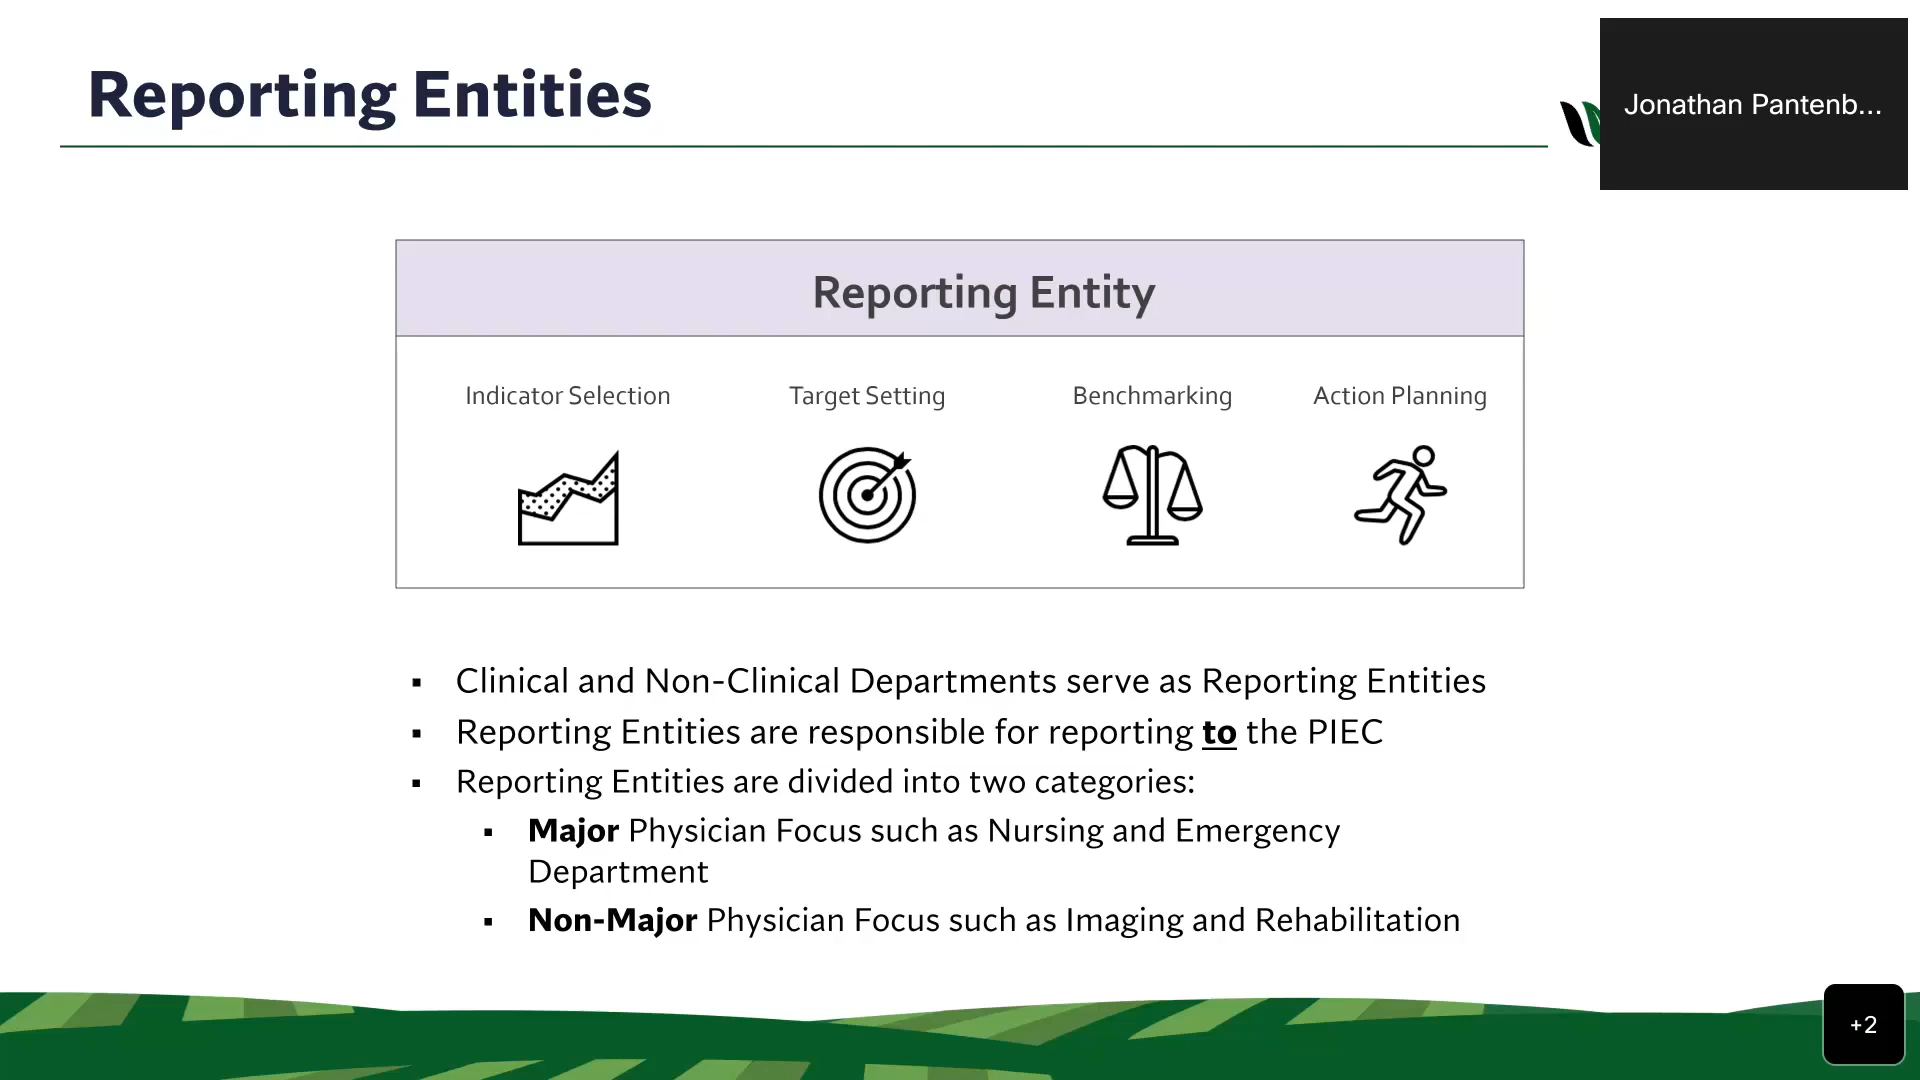 Reporting Entities
Jonathan Pantenb...
Reporting Entity
Indicator Selection
Target Setting
Benchmarking
Action Planning
▪ Clinical and Non-Clinical Departments serve as Reporting Entities
▪ Reporting Entities are responsible for reporting to the PIEC
▪ Reporting Entities are divided into two categories:
▪ Major Physician Focus such as Nursing and Emergency
Department
▪ Non-Major Physician Focus such as Imaging and Rehabilitation
+2